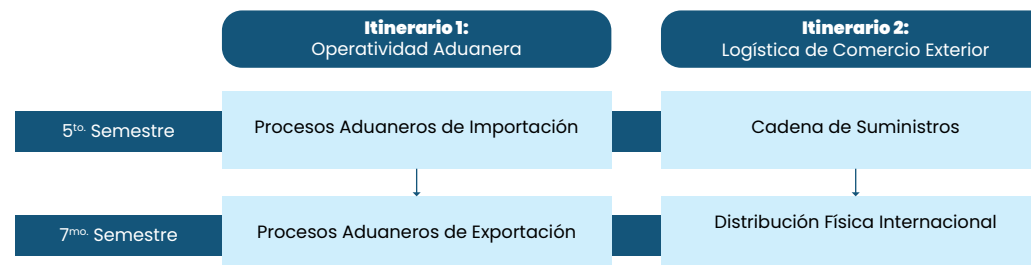 Itinerario 1:
Operatividad Aduanera
Itinerario 2:
Logística de Comercio Exterior
5to. Semestre
Procesos Aduaneros de Importación
Cadena de Suministros
7mo. Semestre
Procesos Aduaneros de Exportación
Distribución Física Internacional